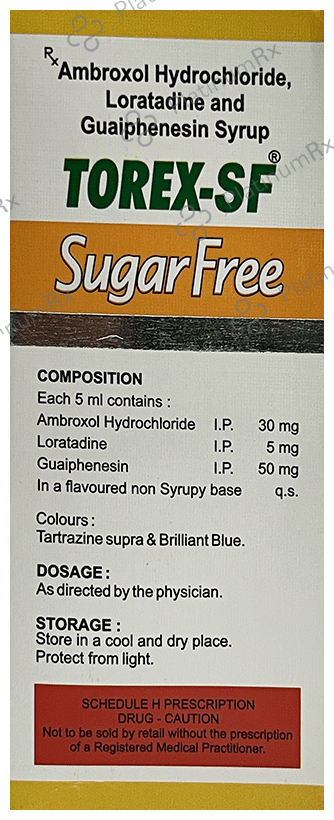 PlatinumRx
Rx Ambroxol Hydrochloride,
Loratadine and
Guaiphenesin Syrup
TOREX-SF®
Sugar Free
COMPOSITION
Each 5 ml contains :
Ambroxol Hydrochloride I.P. 30 mg
Loratadine I.P. 5 mg
Guaiphenesin I.P. 50 mg
In a flavoured non Syrupy base q.s.
Colours :
Tartrazine supra & Brilliant Blue.
DOSAGE :
As directed by the physician.
STORAGE :
Store in a cool and dry place.
Protect from light.
SCHEDULE H PRESCRIPTION
DRUG - CAUTION
Not to be sold by retail without the prescription
of a Registered Medical Practitioner.